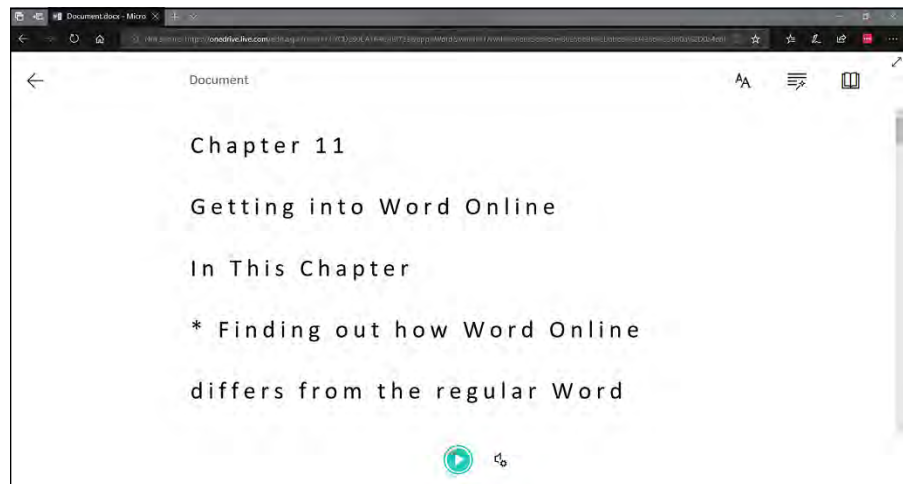 Document.docx - Micro
Document
AA
Chapter 11
Getting into Word Online
In This Chapter
* Finding out how Word Online
differs from the regular Word